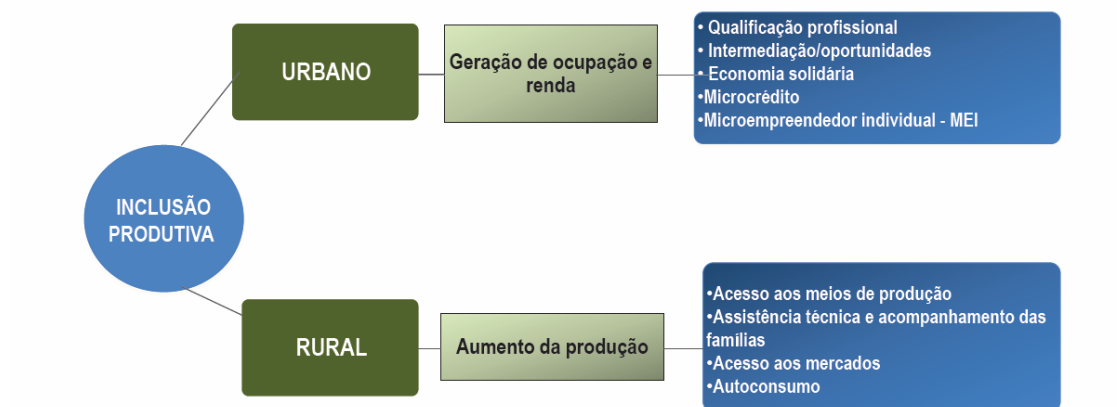 INCLUSÃO
PRODUTIVA
URBANO
Geração de ocupação e
renda
• Qualificação profissional
• Intermediação/oportunidades
• Economia solidária
•Microcrédito
•Microempreendedor individual - MEI
RURAL
Aumento da produção
•Acesso aos meios de produção
•Assistência técnica e acompanhamento das
famílias
•Acesso aos mercados
•Autoconsumo